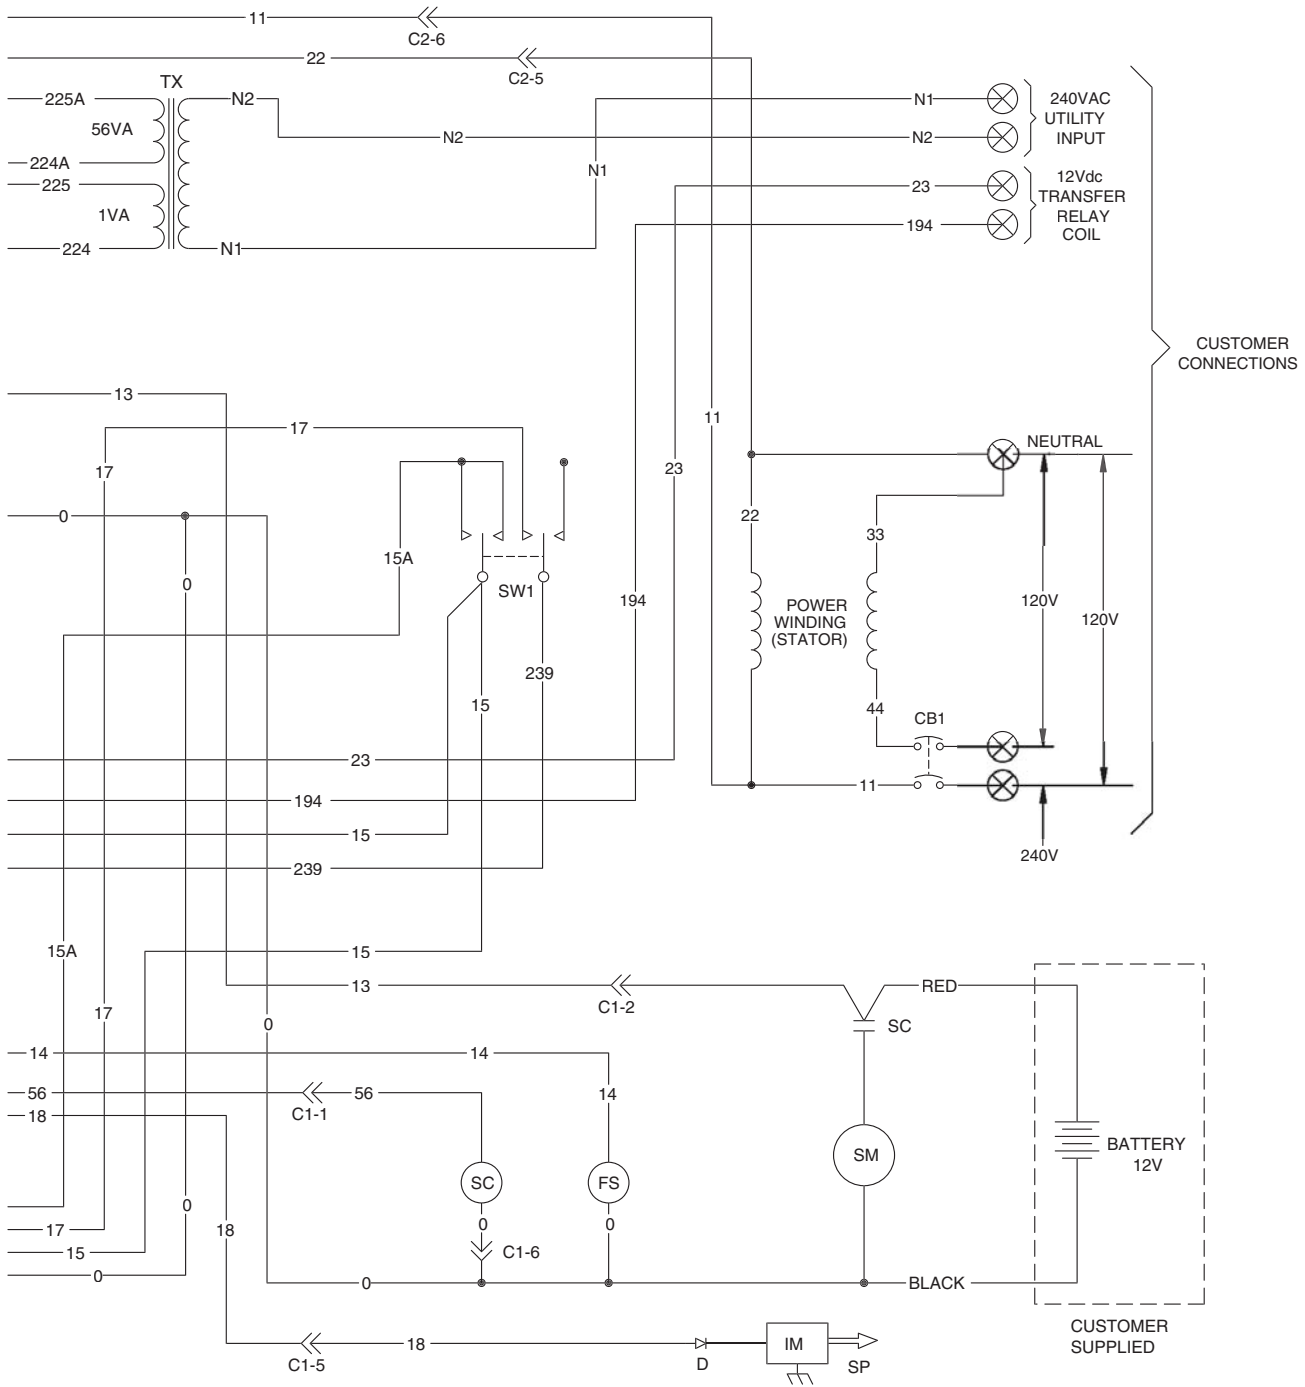 11
C2-6
22
C2-5
TX
225A
N2
N1
240VAC
UTILITY
INPUT
56VA
N2
N2
224A
N1
225
23
12Vdc
TRANSFER
RELAY
COIL
1VA
194
224
N1
CUSTOMER
CONNECTIONS
13
11
17
NEUTRAL
17
23
0
22
33
15A
0
SW1
194
POWER
WINDING
(STATOR)
120V
120V
239
15
44
CB1
23
11
194
15
240V
239
15A
15
13
C1-2
RED
SC
17
0
14
14
56
C1-1
56
14
18
SC
FS
SM
BATTERY
12V
0
18
0
0
17
15
C1-6
0
0
BLACK
C1-5
18
D
IM
SP
CUSTOMER
SUPPLIED